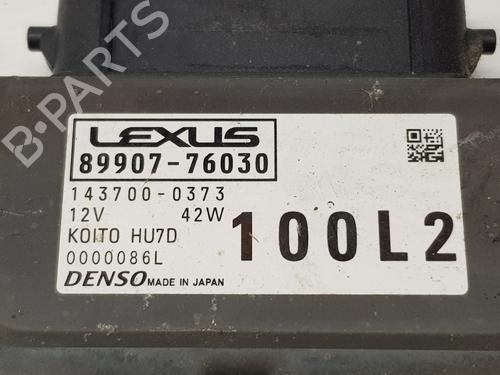 B-PARTS
LEXUS
89907-76030
143700-0373
12V 42W
KOITO HU7D
0000086L
100L2
DENSO MADE IN JAPAN